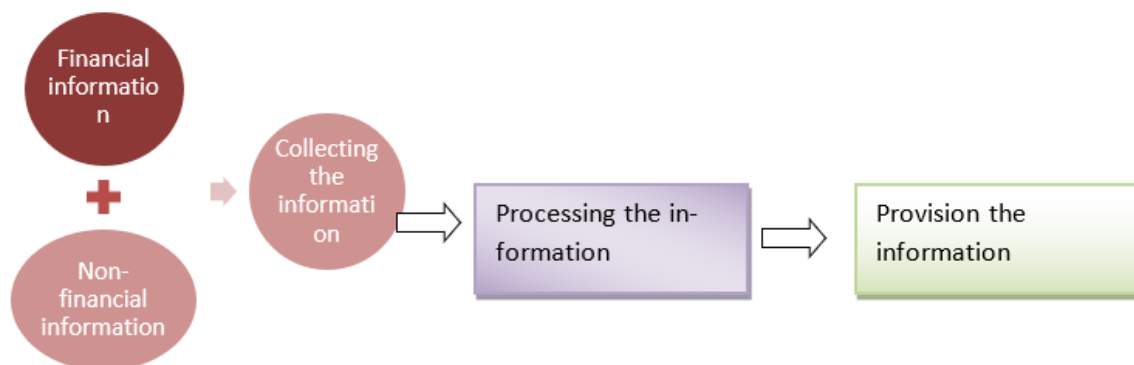 Financial
informatio
n
Non-
financial
information
Collecting
the
informati
on
Processing the in-
formation
Provision the
information